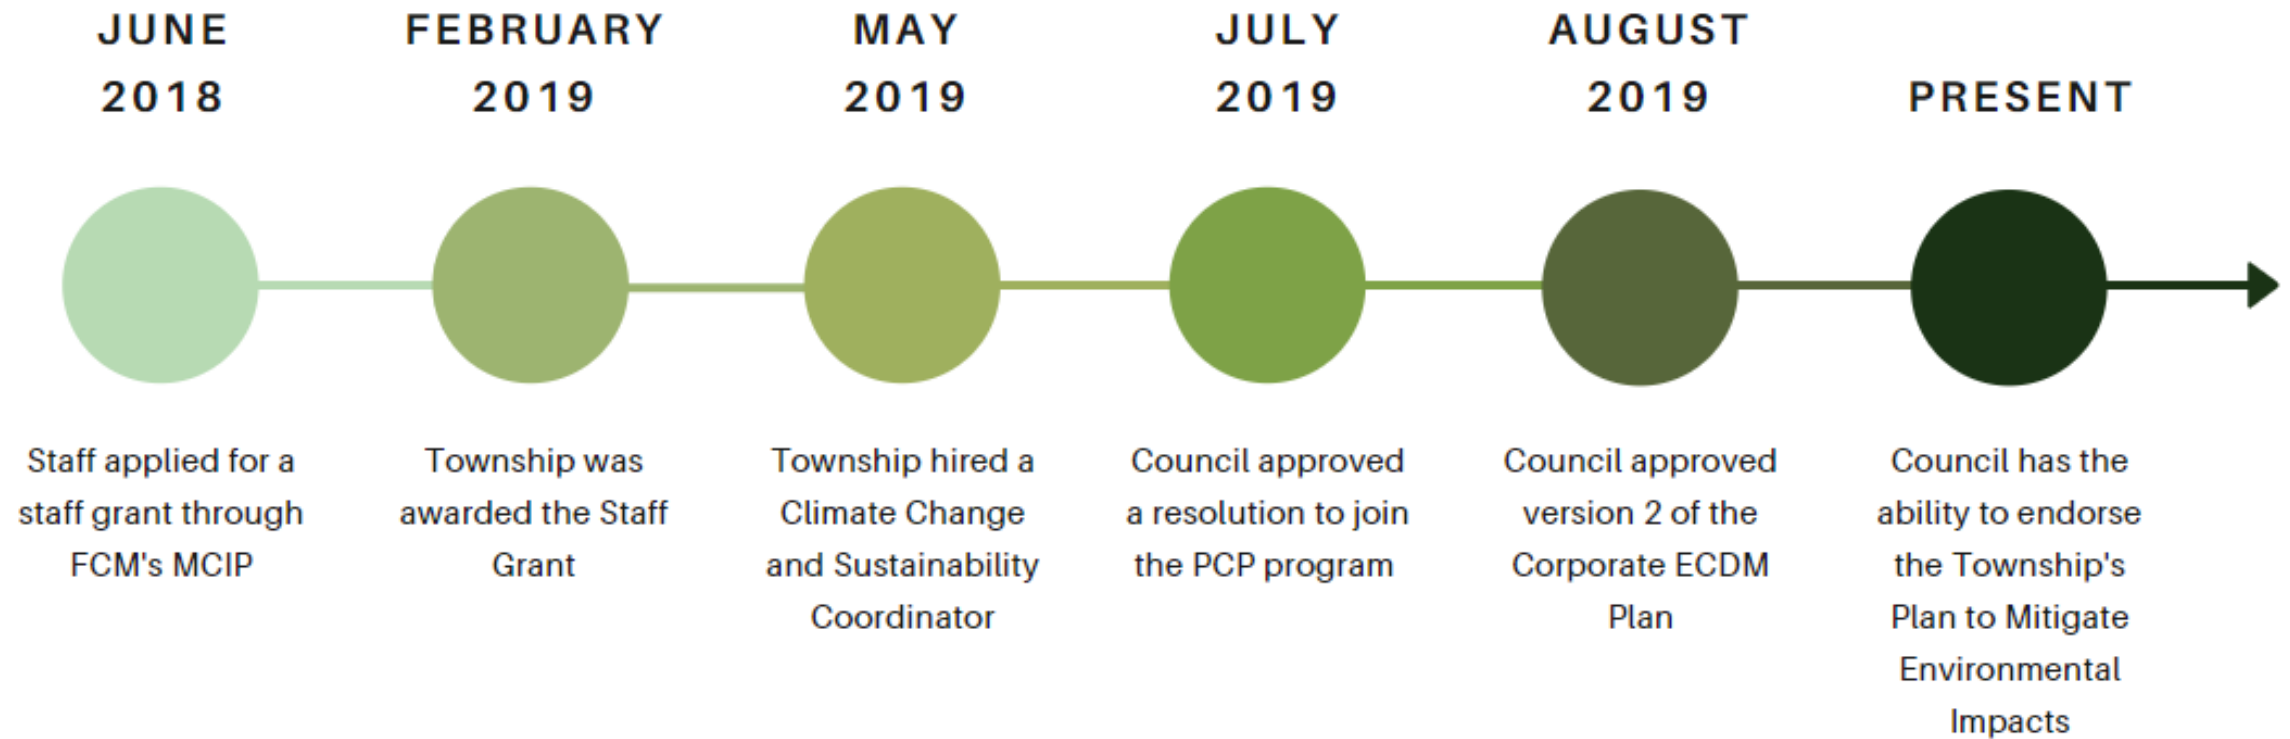 JUNE
2018
FEBRUARY
2019
MAY
2019
JULY
2019
AUGUST
2019
PRESENT
Staff applied for a
staff grant through
FCM's MCIP
Township was
awarded the Staff
Grant
Township hired a
Climate Change
and Sustainability
Coordinator
Council approved
a resolution to join
the PCP program
Council approved
version 2 of the
Corporate ECDM
Plan
Council has the
ability to endorse
the Township's
Plan to Mitigate
Environmental
Impacts